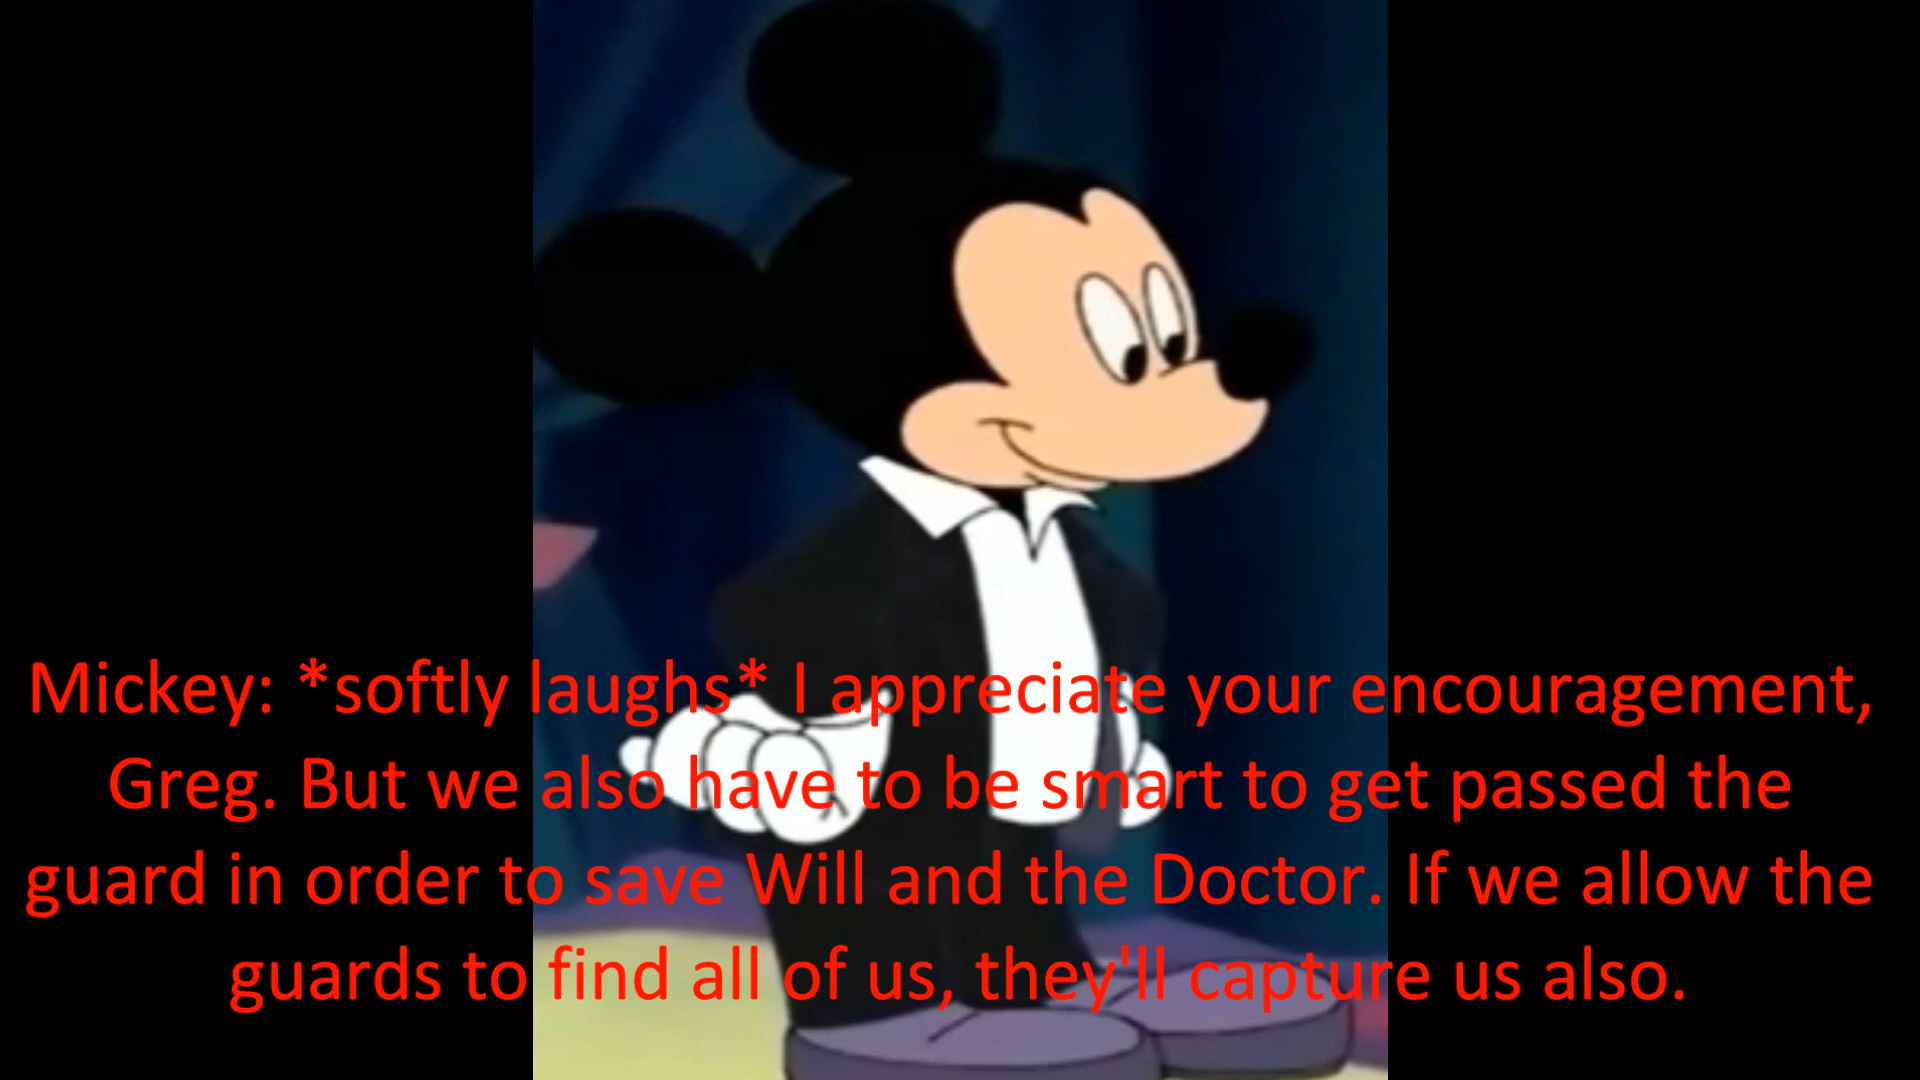 Mickey: *softly laughs* I appreciate your encouragement,
Greg. But we also have to be smart to get passed the
guard in order to save Will and the Doctor. If we allow the
guards to find all of us, they'll capture us also.